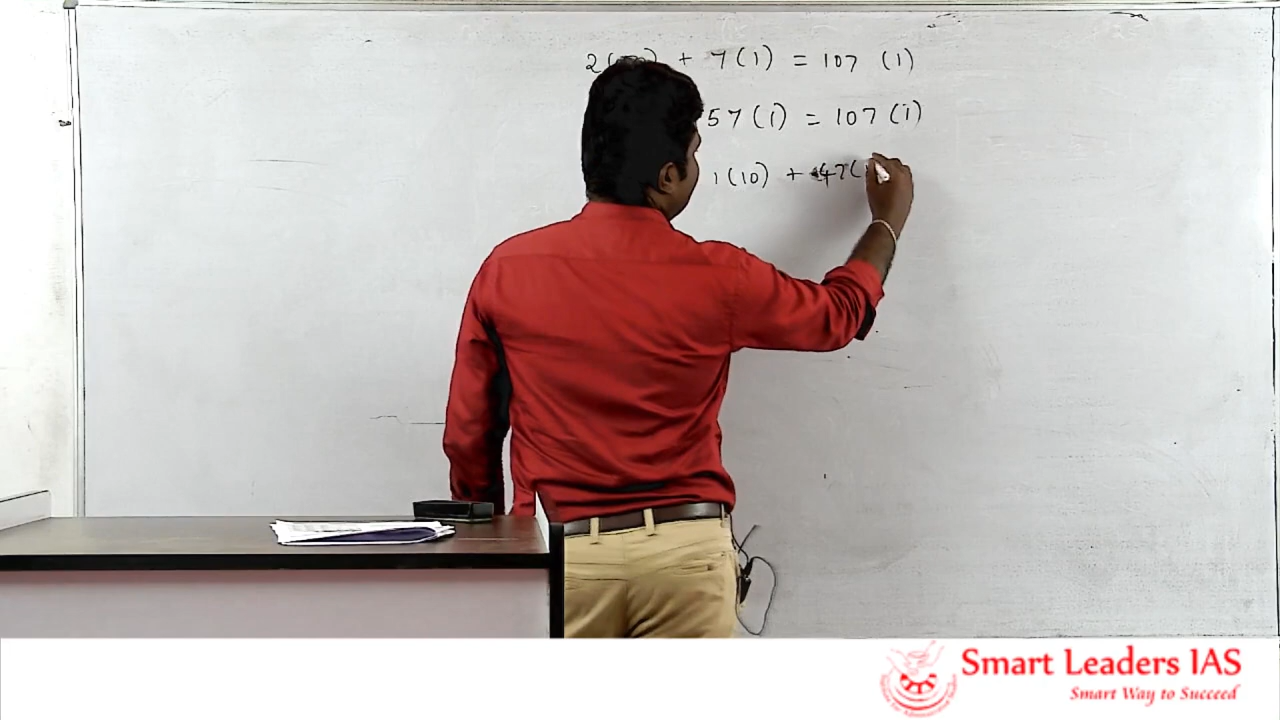 2( ) + 7(1) = 107 (1)
57(1) = 107(1)
1(10) + 47(
Smart Leaders IAS
Smart Way to Succeed